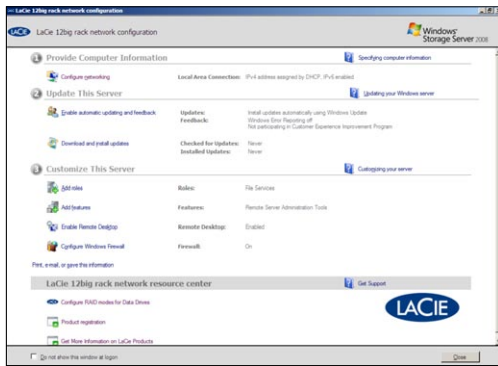 LaCie 12big rack network configuration
LACIE LaCie 12big rack network configuration
Windows Storage Server 2008
1 Provide Computer Information Specifying computer information
Configure networking Local Area Connection: IPv4 address assigned by DHCP, IPv6 enabled
2 Update This Server Updating your Windows server
Enable automatic updating and feedback Updates: Install updates automatically using Windows Update
Feedback: Windows Error Reporting off
Not participating in Customer Experience Improvement Program
Download and install updates Checked for Updates: Never
Installed Updates: Never
3 Customize This Server Customizing your server
Add roles Roles: File Services
Add features Features: Remote Server Administration Tools
Enable Remote Desktop Remote Desktop: Enabled
Configure Windows Firewall Firewall: On
Print, e-mail, or save this information
LaCie 12big rack network resource center Get Support
Configure RAID modes for Data Drives
LACIE
Product registration
Get More Information on LaCie Products
Do not show this window at logon Close